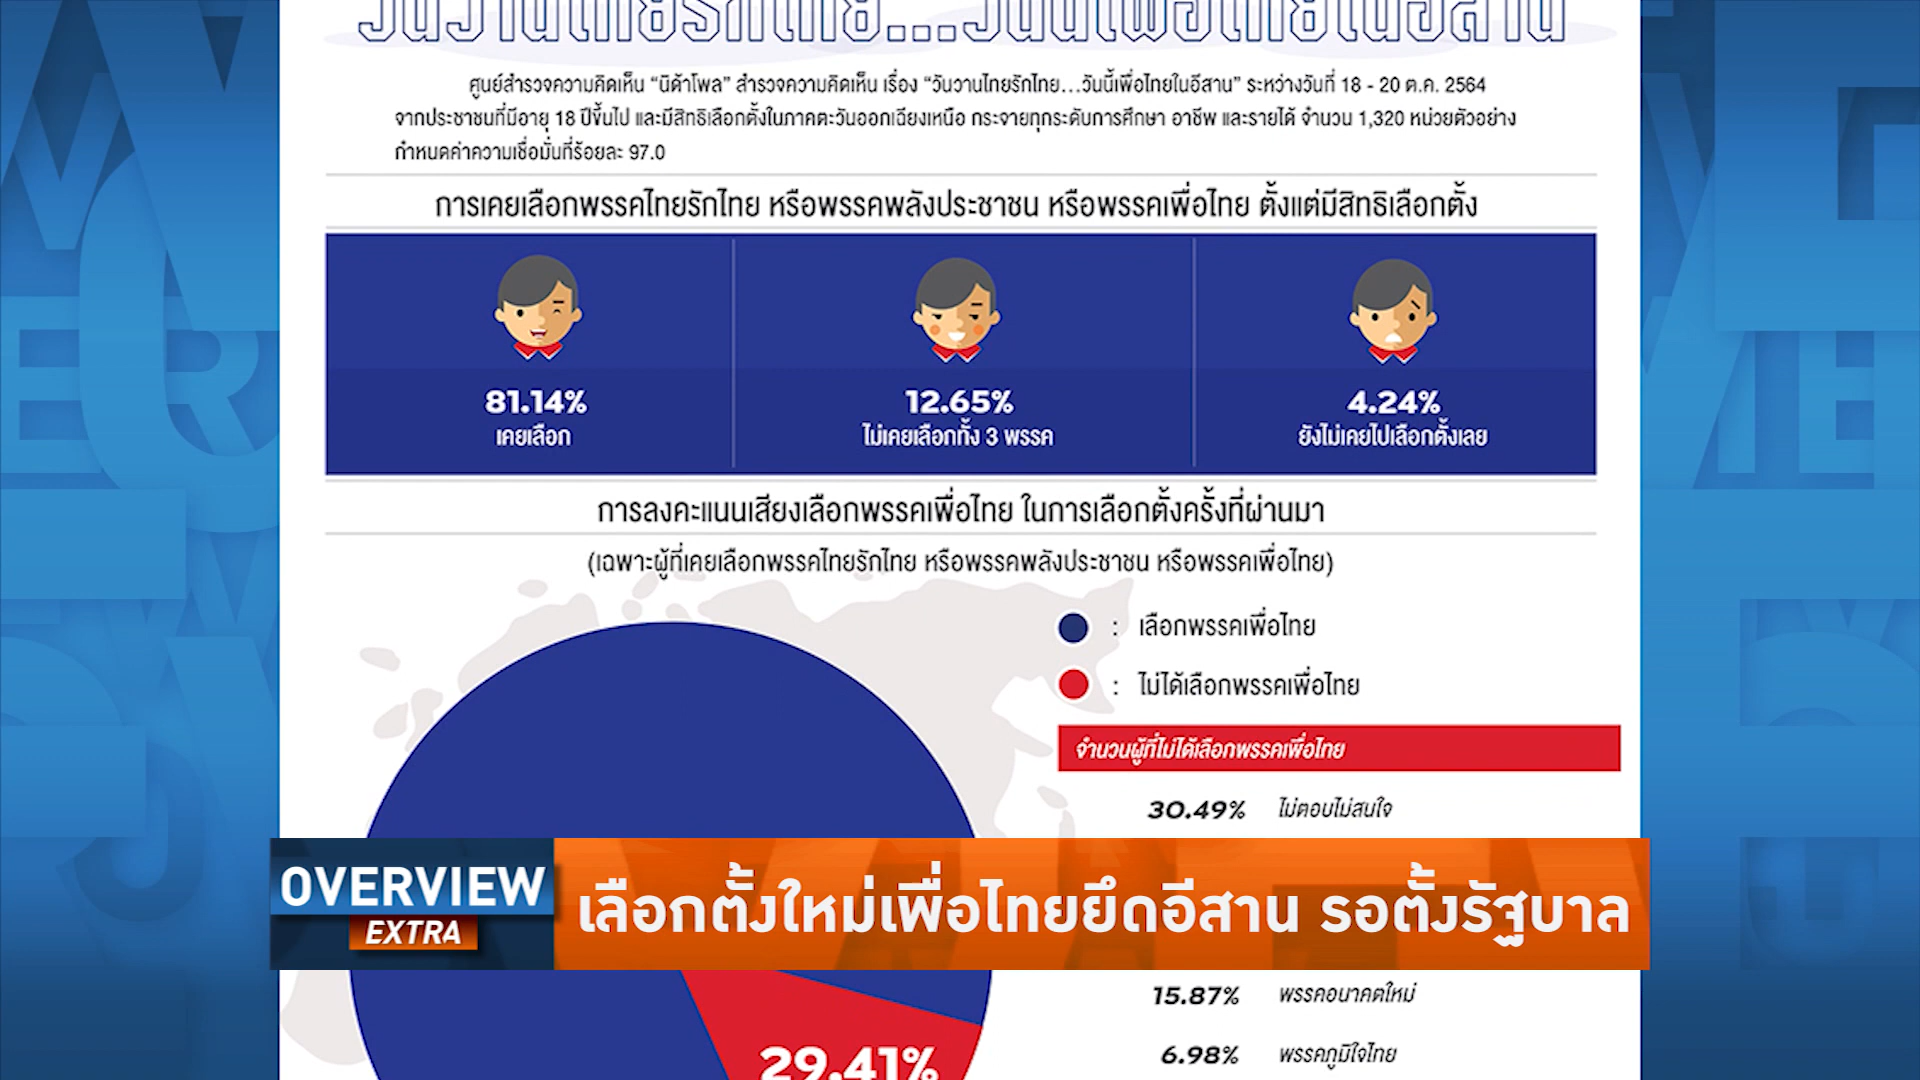 วันวานไทยรักไทย...วันนี้เพื่อไทยในอีสาน
ศูนย์สำรวจความคิดเห็น “นิด้าโพล” สำรวจความคิดเห็น เรื่อง “วันวานไทยรักไทย...วันนี้เพื่อไทยในอีสาน” ระหว่างวันที่ 18 - 20 ต.ค. 2564
จากประชาชนที่มีอายุ 18 ปีขึ้นไป และมีสิทธิเลือกตั้งในภาคตะวันออกเฉียงเหนือ กระจายทุกระดับการศึกษา อาชีพ และรายได้ จำนวน 1,320 หน่วยตัวอย่าง
กำหนดค่าความเชื่อมั่นที่ร้อยละ 97.0
การเคยเลือกพรรคไทยรักไทย หรือพรรคพลังประชาชน หรือพรรคเพื่อไทย ตั้งแต่มีสิทธิเลือกตั้ง
81.14%
เคยเลือก
12.65%
ไม่เคยเลือกทั้ง 3 พรรค
4.24%
ยังไม่เคยไปเลือกตั้งเลย
การลงคะแนนเสียงเลือกพรรคเพื่อไทย ในการเลือกตั้งครั้งที่ผ่านมา
(เฉพาะผู้ที่เคยเลือกพรรคไทยรักไทย หรือพรรคพลังประชาชน หรือพรรคเพื่อไทย)
: เลือกพรรคเพื่อไทย
: ไม่ได้เลือกพรรคเพื่อไทย
จำนวนผู้ที่ไม่ได้เลือกพรรคเพื่อไทย
30.49% ไม่ตอบไม่สนใจ
OVERVIEW
EXTRA
เลือกตั้งใหม่เพื่อไทยยึดอีสาน รอตั้งรัฐบาล
15.87% พรรคอนาคตใหม่
6.98% พรรคภูมิใจไทย
29.41%